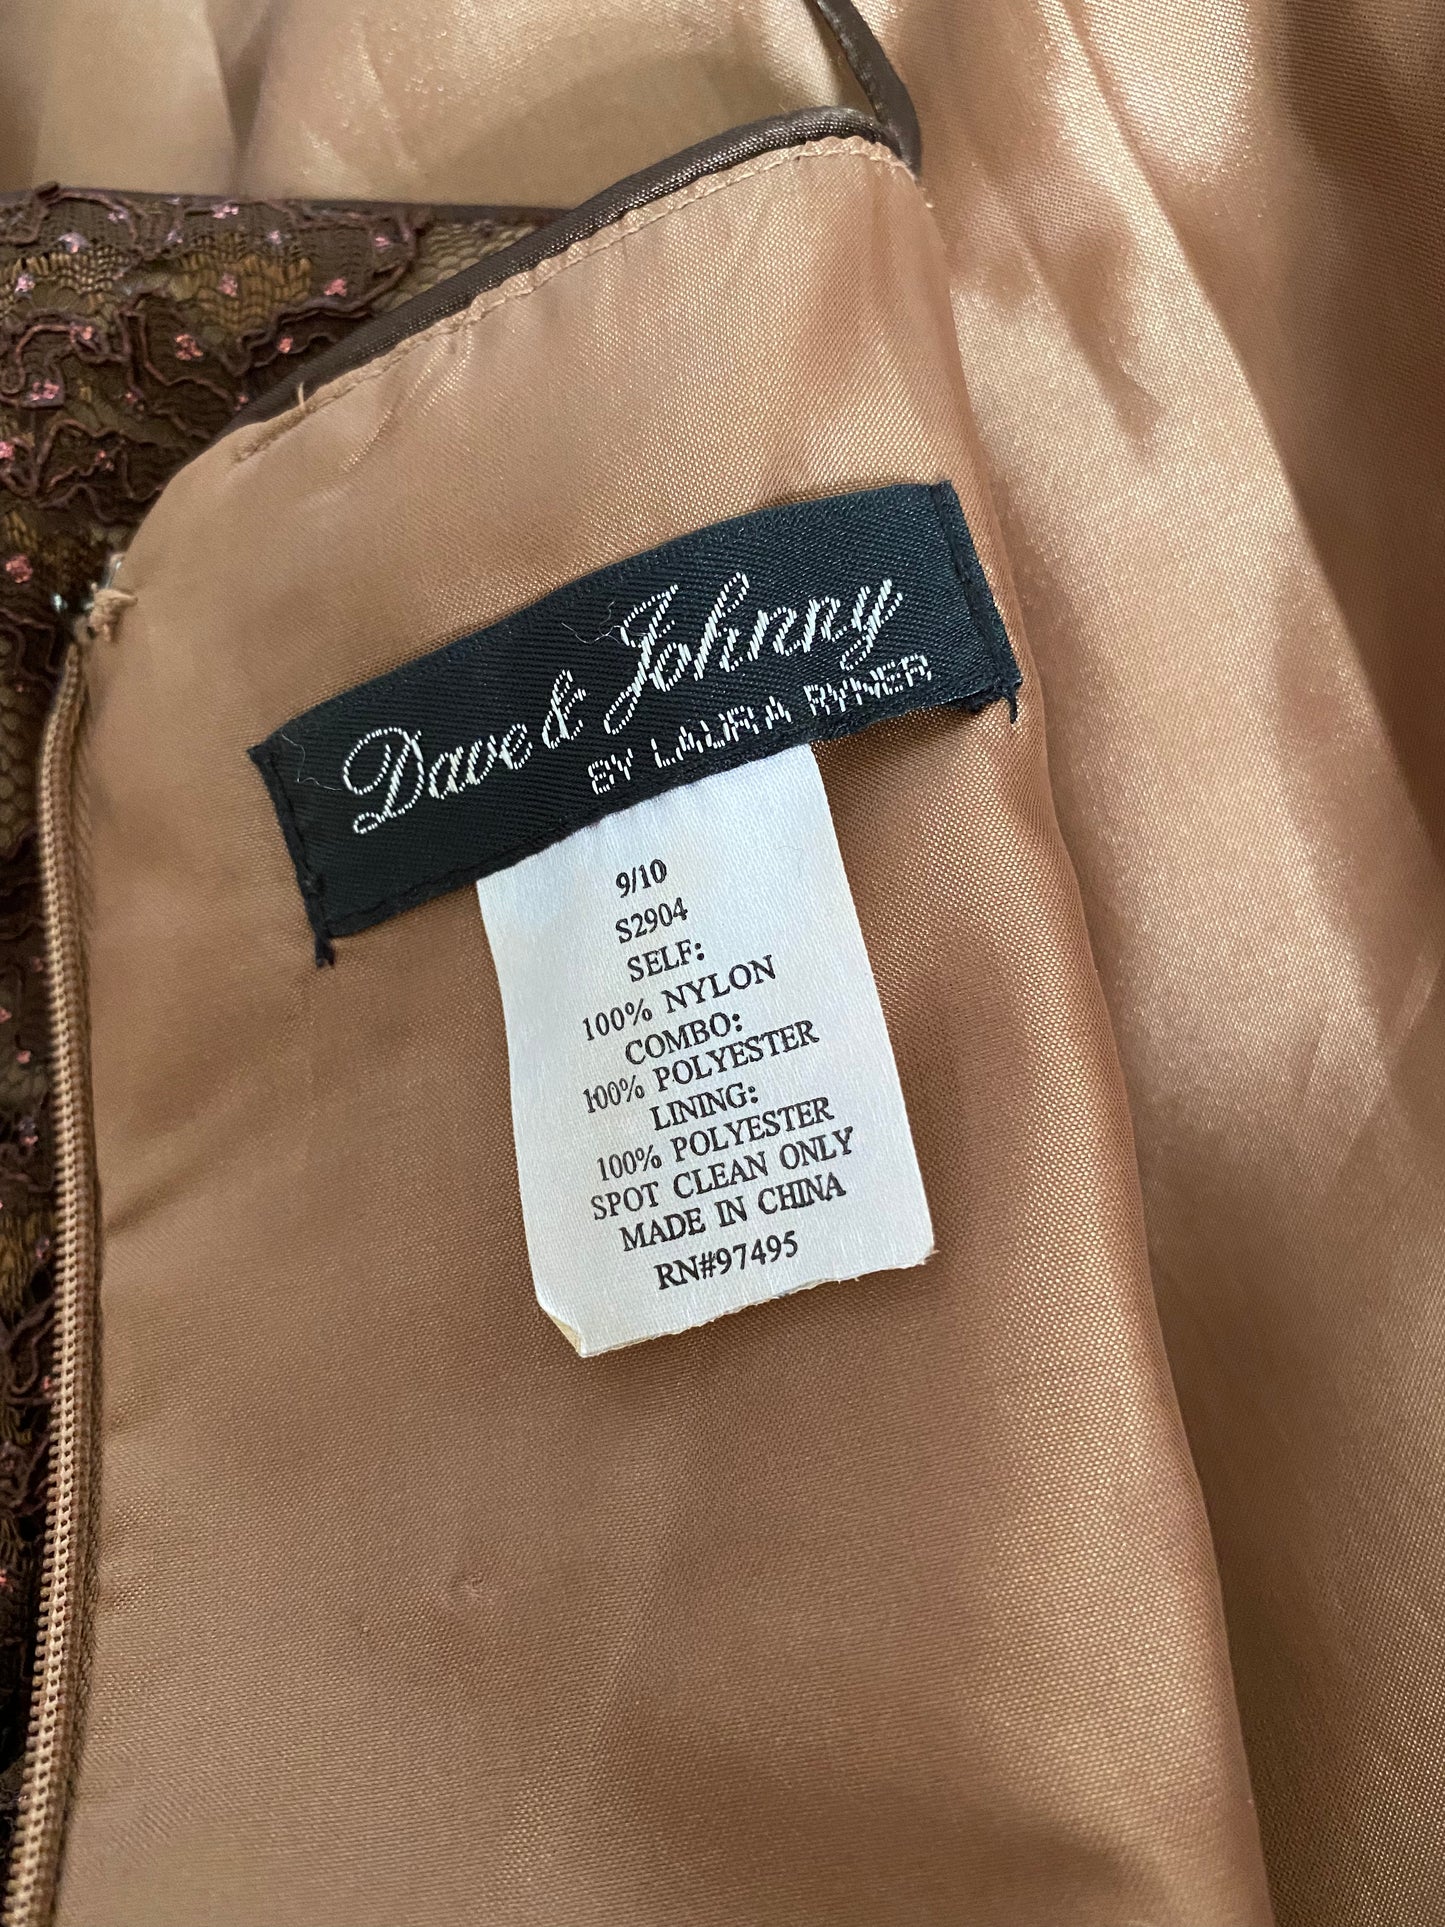 Dave & Johnny
BY LAURA RYNER
9/10
S2904
SELF:
100% NYLON
COMBO:
100% POLYESTER
LINING:
100% POLYESTER
SPOT CLEAN ONLY
MADE IN CHINA
RN#97495